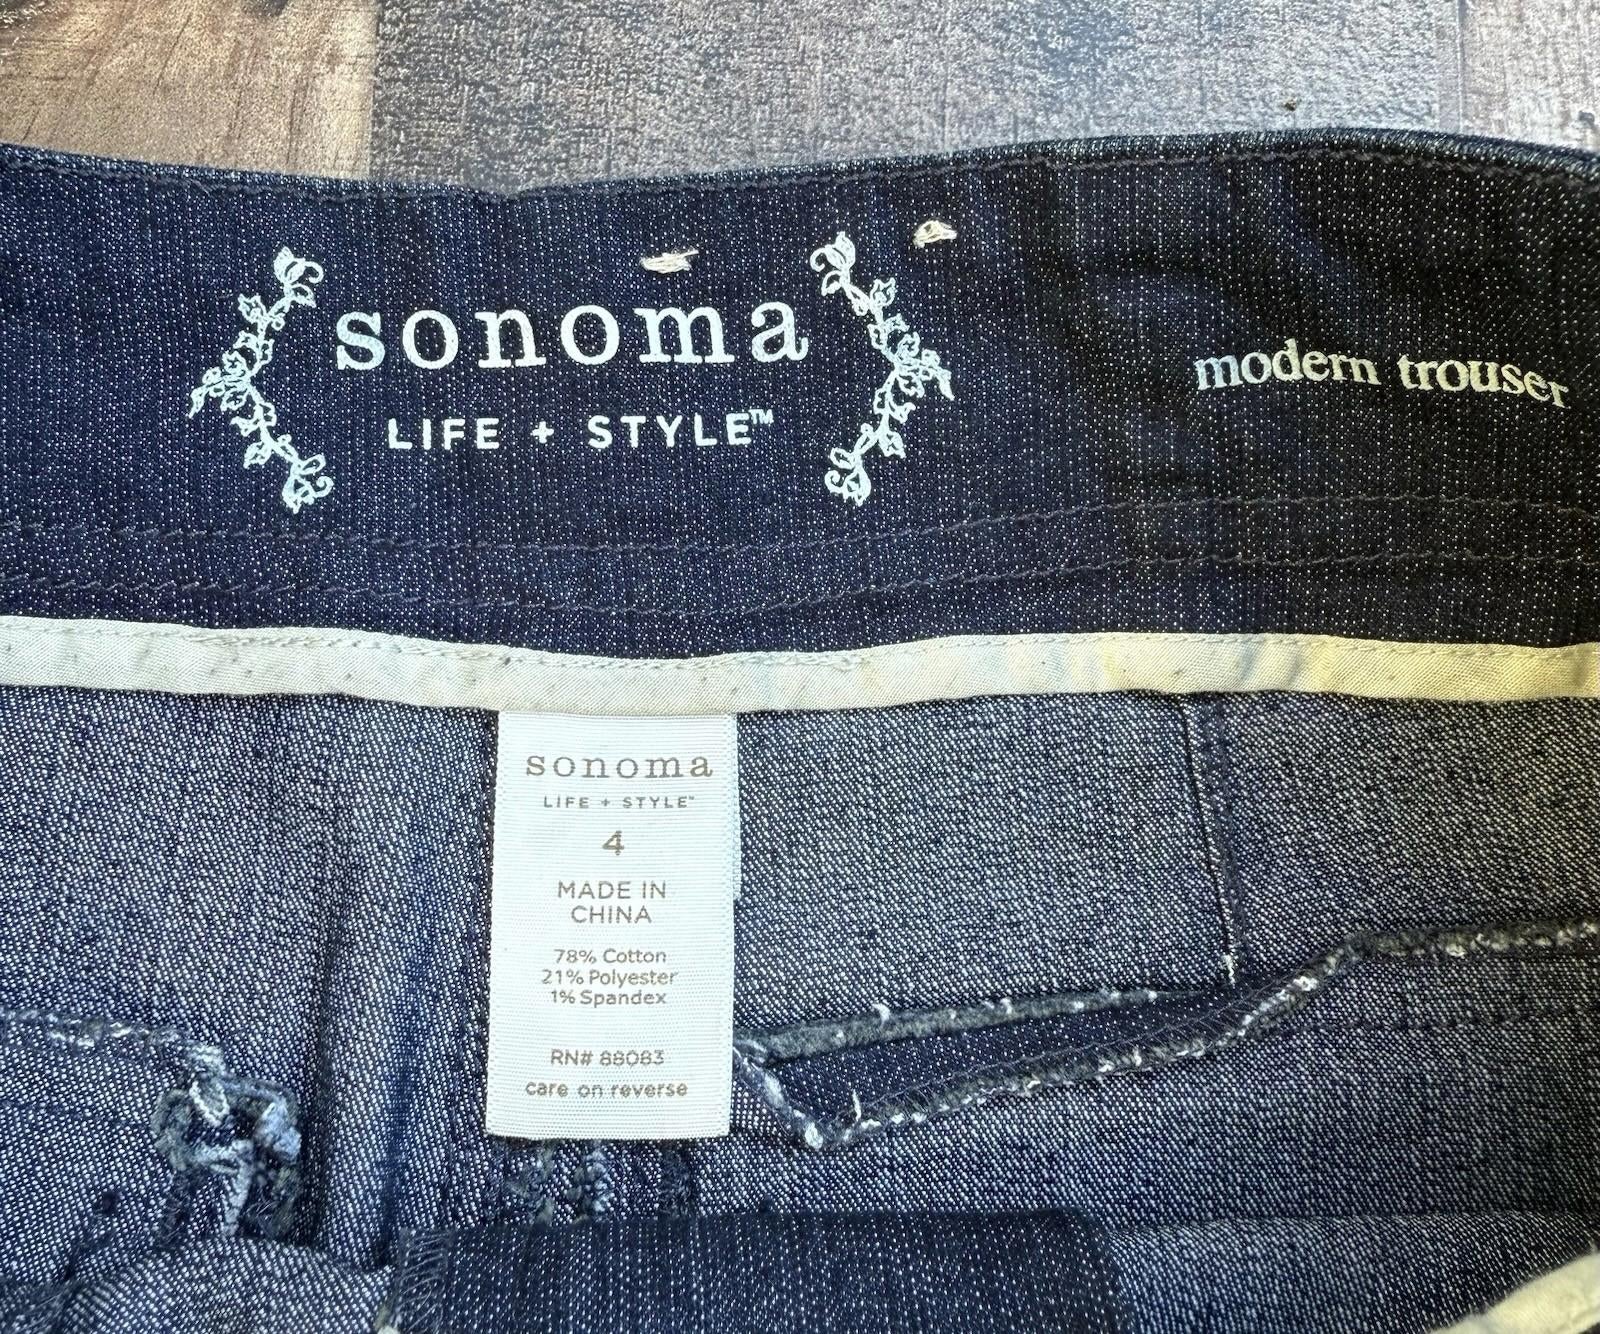 sonoma
LIFE + STYLE™
modern trouser
sonoma
LIFE + STYLE™
4
MADE IN
CHINA
78% Cotton
21% Polyester
1% Spandex
RN# 88083
care on reverse